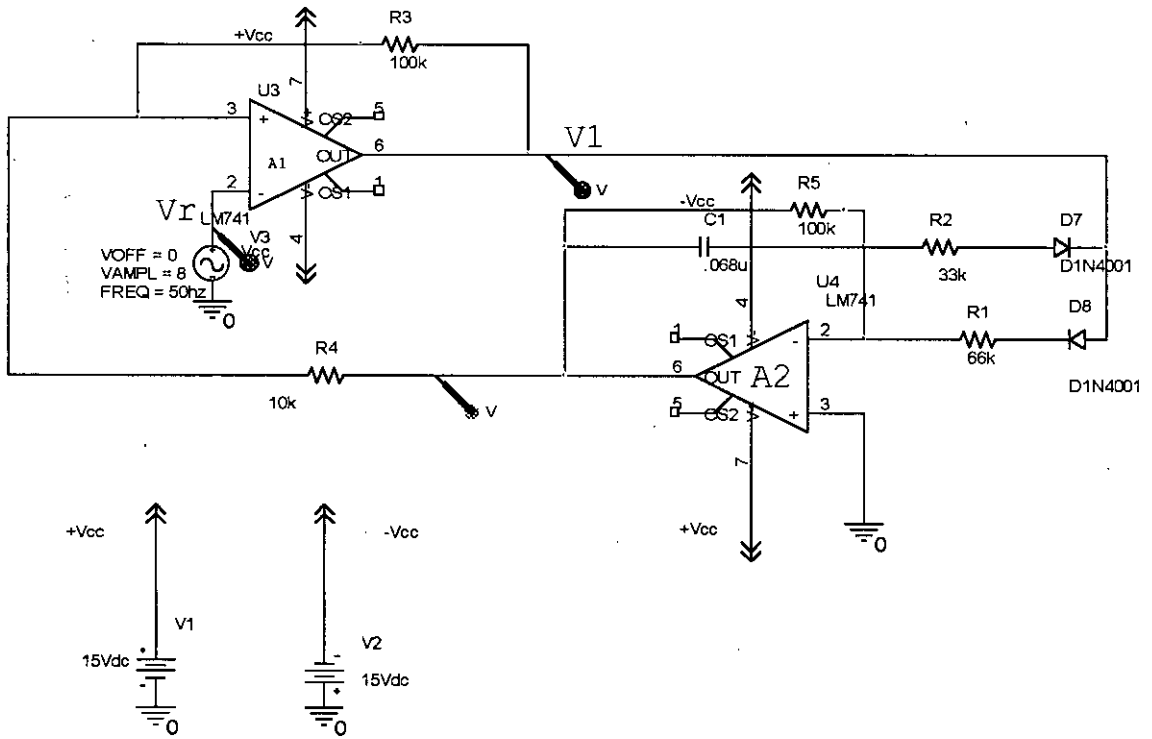 +Vcc
R3
100k
7
U3
3
+
V+
OS2
5
A1
OUT
6
V1
2
-
V-
OS1
1
Vr
LM741
V3
Vcc
V
V
4
VOFF = 0
VAMPL = 8
FREQ = 50hz
0
-Vcc
R5
100k
C1
.068u
R2
33k
D7
D1N4001
4
U4
LM741
R1
66k
D8
D1N4001
1
OS1
V-
2
-
6
OUT
A2
5
OS2
V+
+
3
7
R4
10k
V
+Vcc
0
+Vcc
-Vcc
V1
+
15Vdc
-
0
V2
-
15Vdc
+
0